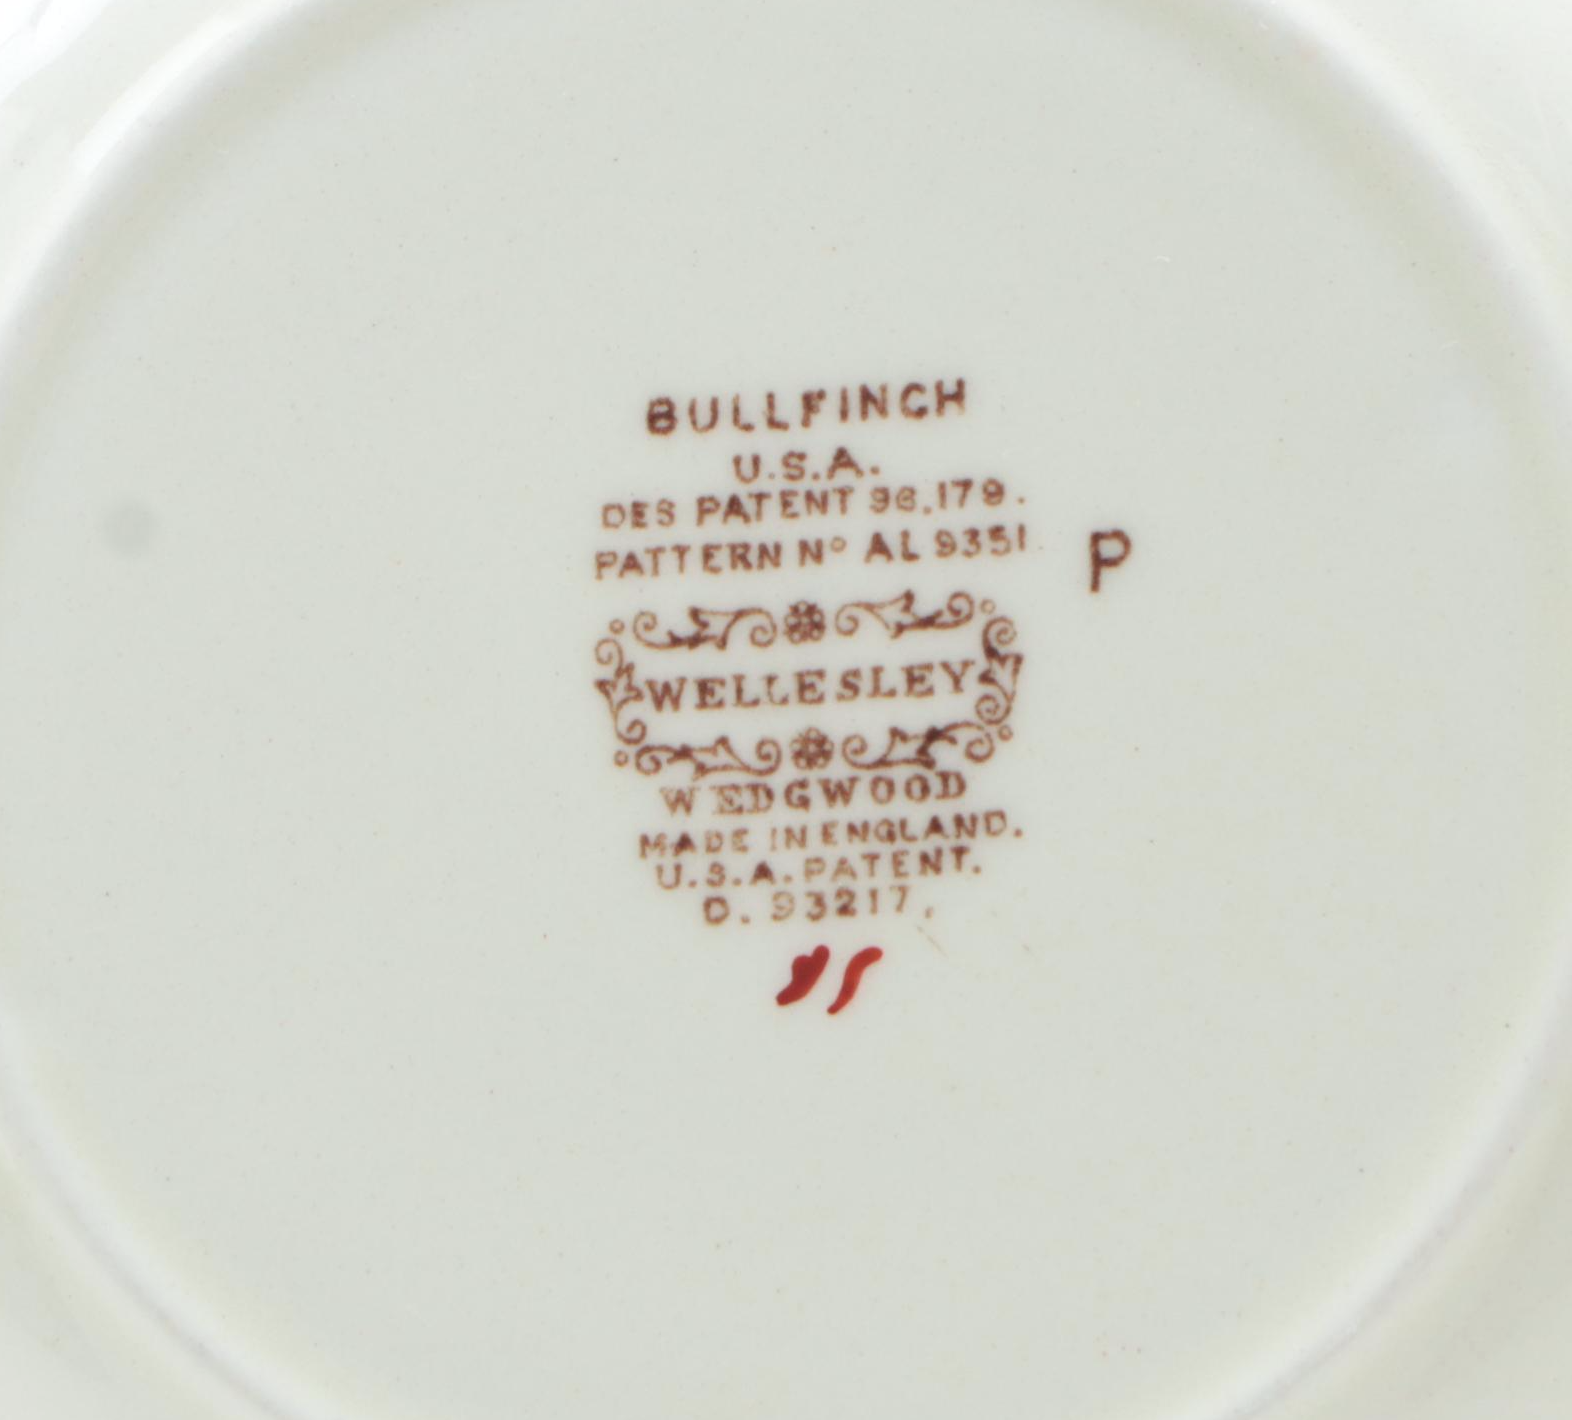 BULLFINCH
U.S.A.
DES PATENT 96,179.
PATTERN Nº AL 9351.
P
WELLESLEY
WEDGWOOD
MADE IN ENGLAND.
U.S.A. PATENT.
D. 93217.